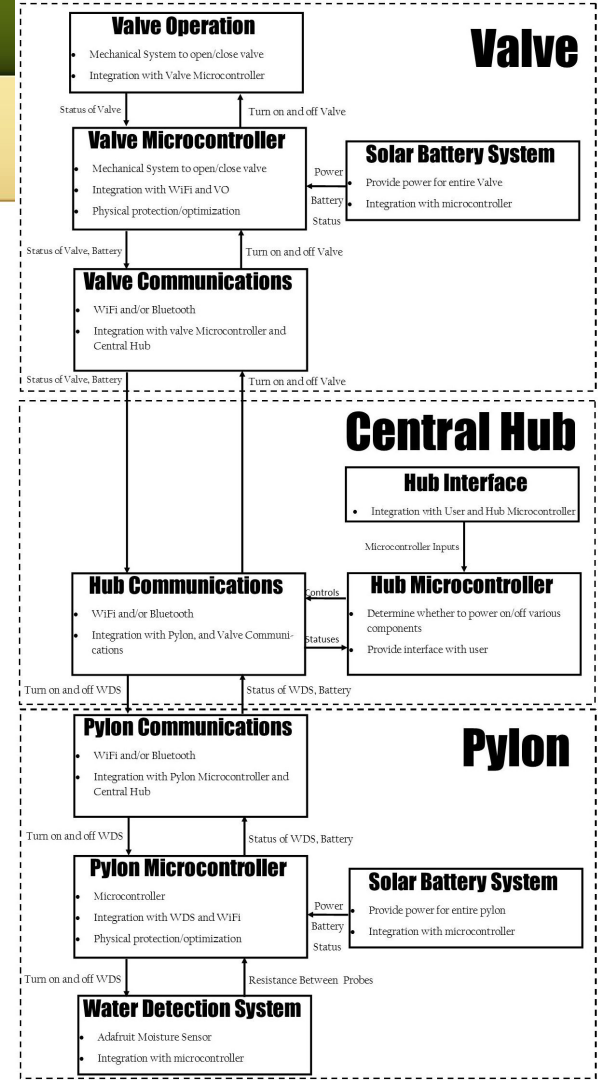 Valve
Valve Operation
• Mechanical System to open/close valve
• Integration with Valve Microcontroller
Status of Valve
Turn on and off Valve
Valve Microcontroller
• Mechanical System to open/close valve
• Integration with WiFi and VO
• Physical protection/optimization
Power
Battery
Status
Solar Battery System
• Provide power for entire Valve
• Integration with microcontroller
Status of Valve, Battery
Turn on and off Valve
Valve Communications
• WiFi and/or Bluetooth
• Integration with valve Microcontroller and
Central Hub
Status of Valve, Battery
Turn on and off Valve
Central Hub
Hub Interface
• Integration with User and Hub Microcontroller
Microcontroller Inputs
Hub Communications
• WiFi and/or Bluetooth
• Integration with Pylon, and Valve Communi-
cations
Controls
Statuses
Hub Microcontroller
• Determine whether to power on/off various
components
• Provide interface with user
Turn on and off WDS
Status of WDS, Battery
Pylon
Pylon Communications
• WiFi and/or Bluetooth
• Integration with Pylon Microcontroller and
Central Hub
Turn on and off WDS
Status of WDS, Battery
Pylon Microcontroller
• Microcontroller
• Integration with WDS and WiFi
• Physical protection/optimization
Power
Battery
Status
Solar Battery System
• Provide power for entire pylon
• Integration with microcontroller
Turn on and off WDS
Resistance Between Probes
Water Detection System
• Adafruit Moisture Sensor
• Integration with microcontroller